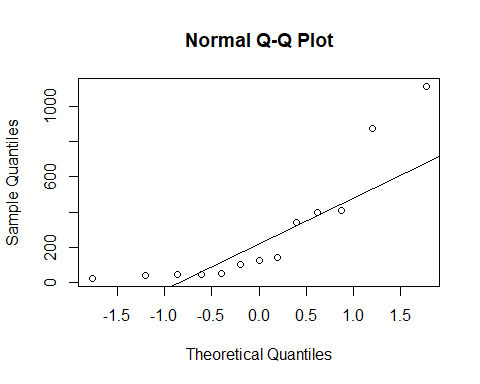 Normal Q-Q Plot
Sample Quantiles
1000
600
200
0
-1.5 -1.0 -0.5 0.0 0.5 1.0 1.5
Theoretical Quantiles